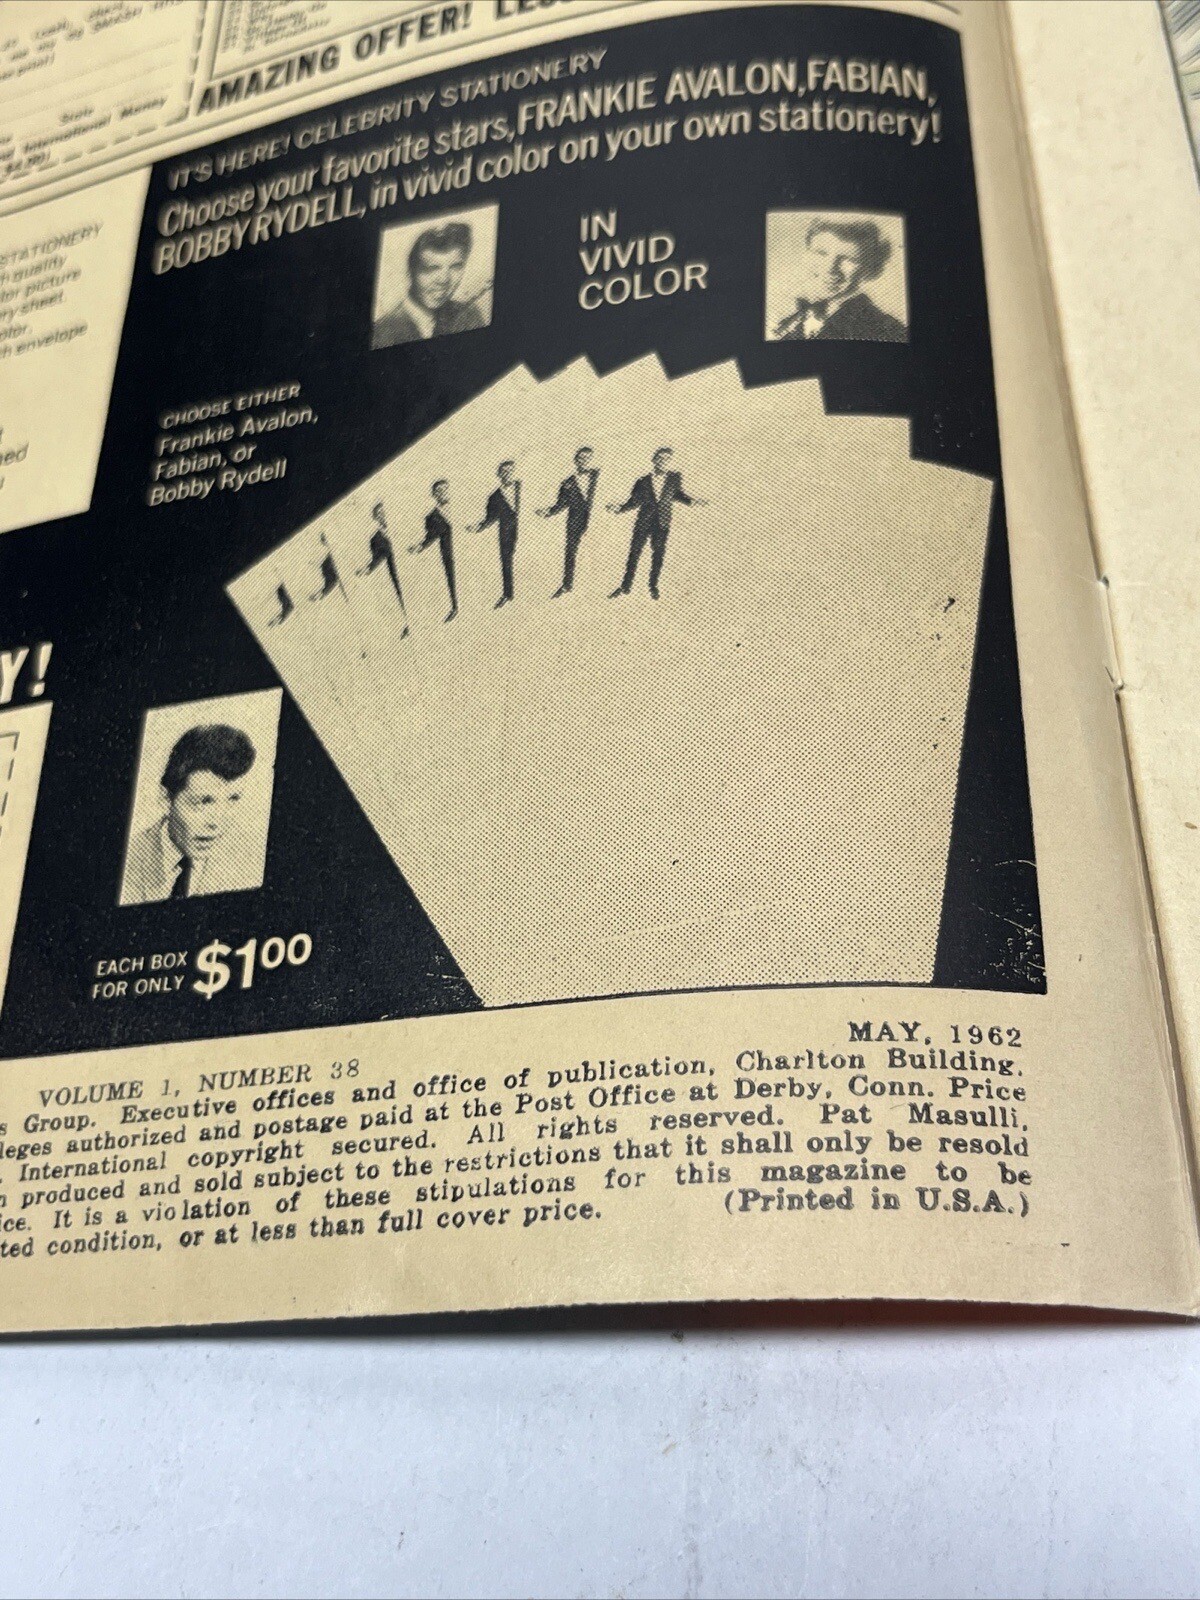 State
International Money
AMAZING OFFER!
IT'S HERE! CELEBRITY STATIONERY
Choose your favorite stars, FRANKIE AVALON, FABIAN,
BOBBY RYDELL, in vivid color on your own stationery!
IN
VIVID
COLOR
STATIONERY
quality
picture
sheet.
envelope
CHOOSE EITHER
Frankie Avalon,
Fabian, or
Bobby Rydell
Y!
EACH BOX
FOR ONLY $1.00
MAY, 1962
VOLUME 1, NUMBER 38
s Group. Executive offices and office of publication, Charlton Building,
leges authorized and postage paid at the Post Office at Derby, Conn. Price
. International copyright secured. All rights reserved. Pat Masulli,
n produced and sold subject to the restrictions that it shall only be resold
ice. It is a violation of these stipulations for this magazine to be
ted condition, or at less than full cover price. (Printed in U.S.A.)